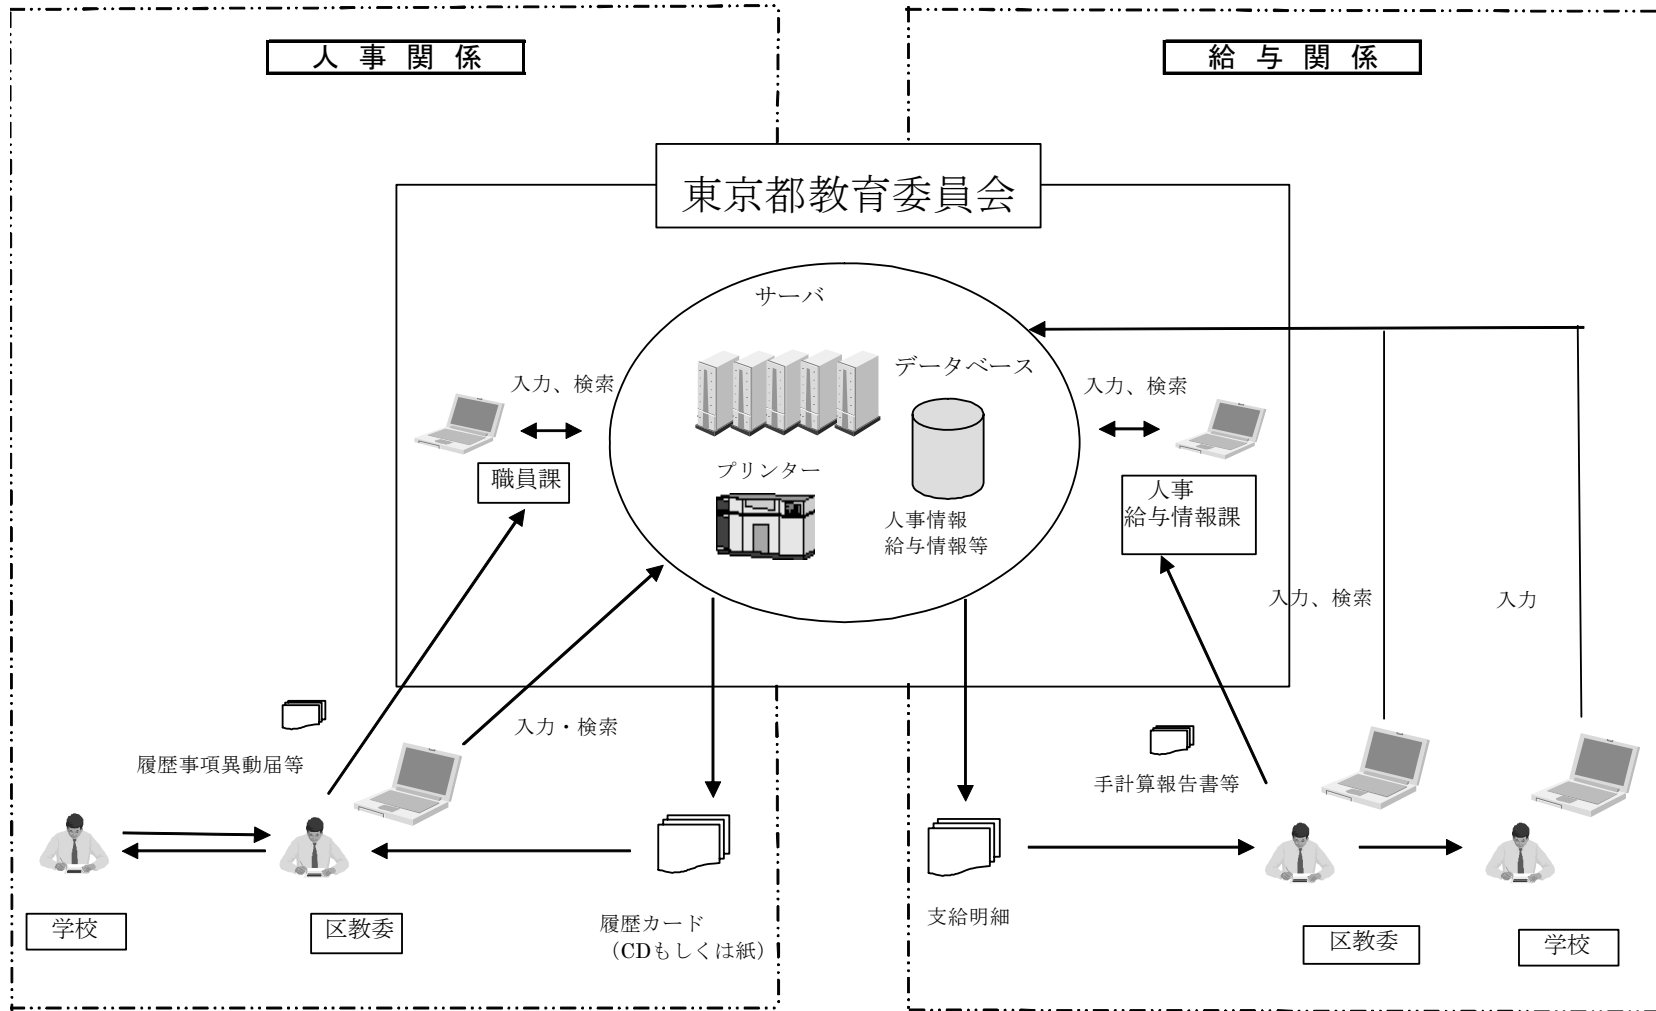 人事関係
給与関係
東京都教育委員会
サーバ
データベース
入力、検索
入力、検索
職員課
プリンター
人事
給与情報課
人事情報
給与情報等
入力、検索
入力
入力・検索
履歴事項異動届等
手計算報告書等
学校
区教委
履歴カード
（CDもしくは紙）
支給明細
区教委
学校